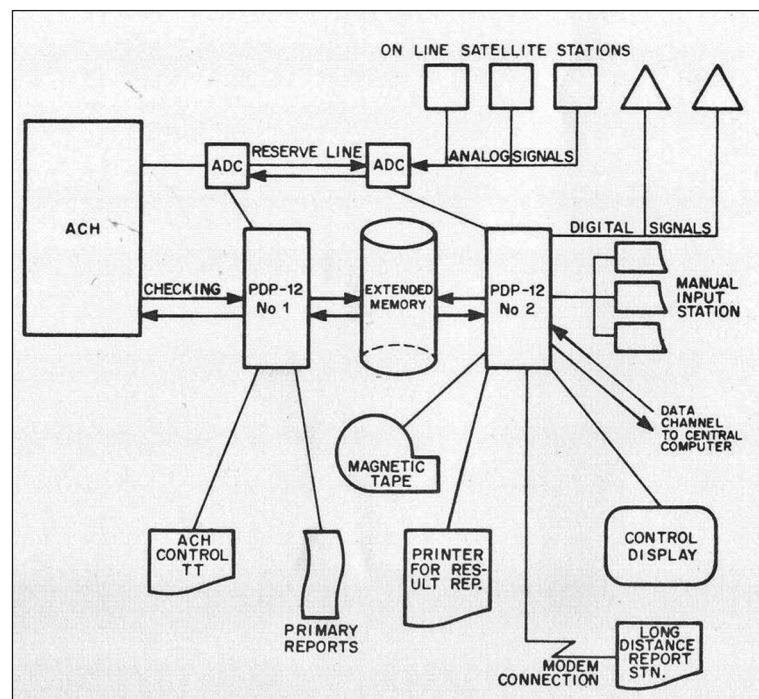 ON LINE SATELLITE STATIONS
ADC
RESERVE LINE
ADC
ANALOG SIGNALS
ACH
DIGITAL SIGNALS
CHECKING
PDP-12
No 1
EXTENDED
MEMORY
PDP-12
No 2
MANUAL
INPUT
STATION
DATA
CHANNEL
TO CENTRAL
COMPUTER
MAGNETIC
TAPE
ACH
CONTROL
TT
PRIMARY
REPORTS
PRINTER
FOR RES-
ULT REP.
CONTROL
DISPLAY
MODEM
CONNECTION
LONG
DISTANCE
REPORT
STN.